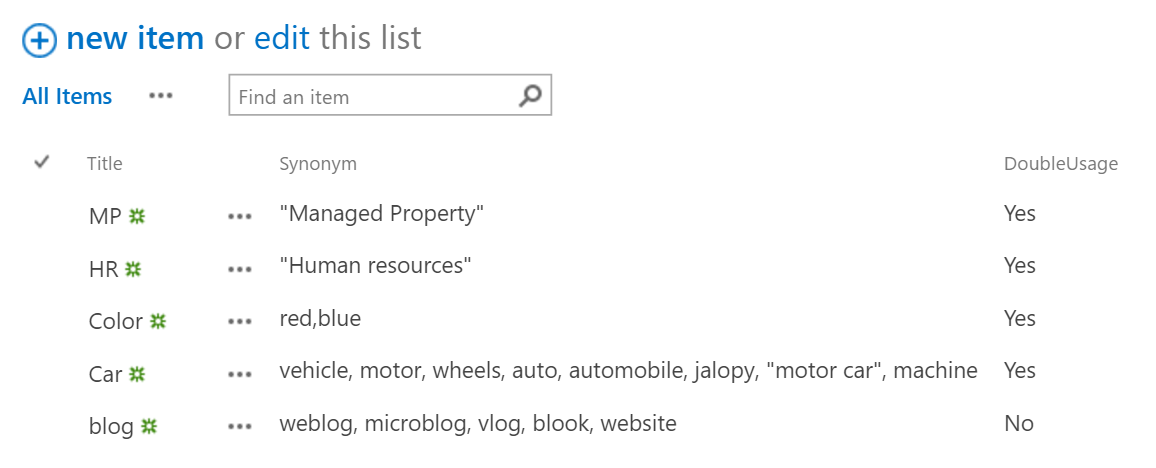 new item or edit this list
All Items ••• Find an item
Title Synonym DoubleUsage
MP ••• "Managed Property" Yes
HR ••• "Human resources" Yes
Color ••• red,blue Yes
Car ••• vehicle, motor, wheels, auto, automobile, jalopy, "motor car", machine Yes
blog ••• weblog, microblog, vlog, blook, website No